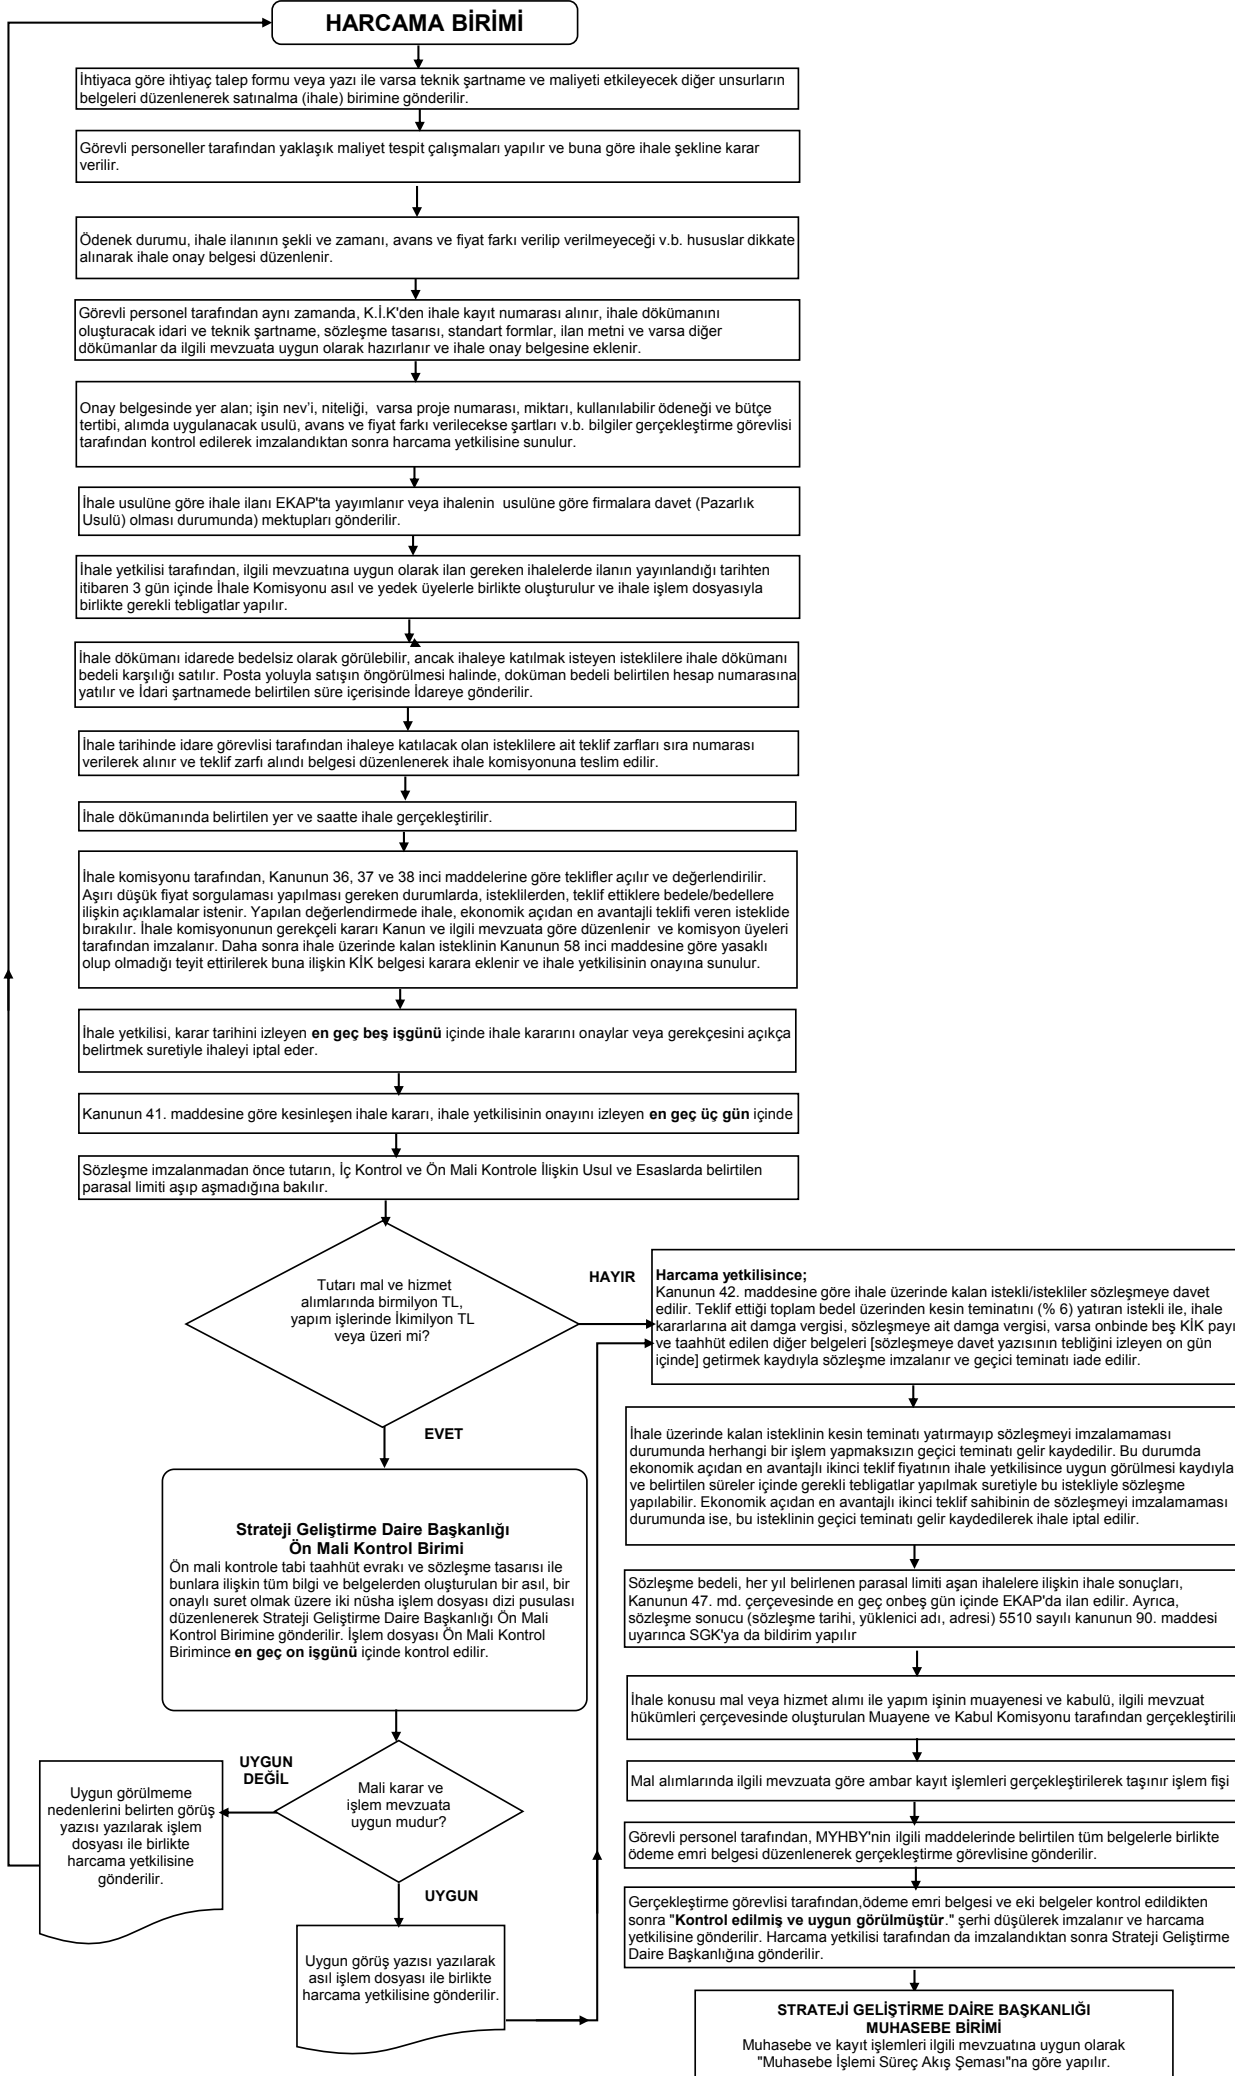 HARCAMA BİRİMİ
İhtiyaca göre ihtiyaç talep formu veya yazı ile varsa teknik şartname ve maliyeti etkileyecek diğer unsurların
belgeleri düzenlenerek satınalma (ihale) birimine gönderilir.
Görevli personeller tarafından yaklaşık maliyet tespit çalışmaları yapılır ve buna göre ihale şekline karar
verilir.
Ödenek durumu, ihale ilanının şekli ve zamanı, avans ve fiyat farkı verilip verilmeyeceği v.b. hususlar dikkate
alınarak ihale onay belgesi düzenlenir.
Görevli personel tarafından aynı zamanda, K.İ.K'den ihale kayıt numarası alınır, ihale dökümanını
oluşturacak idari ve teknik şartname, sözleşme tasarısı, standart formlar, ilan metni ve varsa diğer
dökümanlar da ilgili mevzuata uygun olarak hazırlanır ve ihale onay belgesine eklenir.
Onay belgesinde yer alan; işin nev'i, niteliği,  varsa proje numarası, miktarı, kullanılabilir ödeneği ve bütçe
tertibi, alımda uygulanacak usulü, avans ve fiyat farkı verilecekse şartları v.b. bilgiler gerçekleştirme görevlisi
tarafından kontrol edilerek imzalandıktan sonra harcama yetkilisine sunulur.
İhale usulüne göre ihale ilanı EKAP'ta yayımlanır veya ihalenin  usulüne göre firmalara davet (Pazarlık
Usulü) olması durumunda) mektupları gönderilir.
İhale yetkilisi tarafından, ilgili mevzuatına uygun olarak ilan gereken ihalelerde ilanın yayınlandığı tarihten
itibaren 3 gün içinde İhale Komisyonu asıl ve yedek üyelerle birlikte oluşturulur ve ihale işlem dosyasıyla
birlikte gerekli tebligatlar yapılır.
İhale dökümanı idarede bedelsiz olarak görülebilir, ancak ihaleye katılmak isteyen isteklilere ihale dökümanı
bedeli karşılığı satılır. Posta yoluyla satışın öngörülmesi halinde, doküman bedeli belirtilen hesap numarasına
yatılır ve İdari şartnamede belirtilen süre içerisinde İdareye gönderilir.
İhale tarihinde idare görevlisi tarafından ihaleye katılacak olan isteklilere ait teklif zarfları sıra numarası
verilerek alınır ve teklif zarfı alındı belgesi düzenlenerek ihale komisyonuna teslim edilir.
İhale dökümanında belirtilen yer ve saatte ihale gerçekleştirilir.
İhale komisyonu tarafından, Kanunun 36, 37 ve 38 inci maddelerine göre teklifler açılır ve değerlendirilir.
Aşırı düşük fiyat sorgulaması yapılması gereken durumlarda, isteklilerden, teklif ettiklere bedele/bedellere
ilişkin açıklamalar istenir. Yapılan değerlendirmede ihale, ekonomik açıdan en avantajli teklifi veren isteklide
bırakılır. İhale komisyonunun gerekçeli kararı Kanun ve ilgili mevzuata göre düzenlenir  ve komisyon üyeleri
tarafından imzalanır. Daha sonra ihale üzerinde kalan isteklinin Kanunun 58 inci maddesine göre yasaklı
olup olmadığı teyit ettirilerek buna ilişkin KİK belgesi karara eklenir ve ihale yetkilisinin onayına sunulur.
İhale yetkilisi, karar tarihini izleyen en geç beş işgünü içinde ihale kararını onaylar veya gerekçesini açıkça
belirtmek suretiyle ihaleyi iptal eder.
Kanunun 41. maddesine göre kesinleşen ihale kararı, ihale yetkilisinin onayını izleyen en geç üç gün içinde
Sözleşme imzalanmadan önce tutarın, İç Kontrol ve Ön Mali Kontrole İlişkin Usul ve Esaslarda belirtilen
parasal limiti aşıp aşmadığına bakılır.
Tutarı mal ve hizmet
alımlarında birmilyon TL,
yapım işlerinde İkimilyon TL
veya üzeri mi?
HAYIR
EVET
Harcama yetkilisince;
Kanunun 42. maddesine göre ihale üzerinde kalan istekli/istekliler sözleşmeye davet
edilir. Teklif ettiği toplam bedel üzerinden kesin teminatını (% 6) yatıran istekli ile, ihale
kararlarına ait damga vergisi, sözleşmeye ait damga vergisi, varsa onbinde beş KİK payı
ve taahhüt edilen diğer belgeleri [sözleşmeye davet yazısının tebliğini izleyen on gün
içinde] getirmek kaydıyla sözleşme imzalanır ve geçici teminatı iade edilir.
İhale üzerinde kalan isteklinin kesin teminatı yatırmayıp sözleşmeyi imzalamaması
durumunda herhangi bir işlem yapmaksızın geçici teminatı gelir kaydedilir. Bu durumda
ekonomik açıdan en avantajlı ikinci teklif fiyatının ihale yetkilisince uygun görülmesi kaydıyla
ve belirtilen süreler içinde gerekli tebligatlar yapılmak suretiyle bu istekliyle sözleşme
yapılabilir. Ekonomik açıdan en avantajlı ikinci teklif sahibinin de sözleşmeyi imzalamaması
durumunda ise, bu isteklinin geçici teminatı gelir kaydedilerek ihale iptal edilir.
Sözleşme bedeli, her yıl belirlenen parasal limiti aşan ihalelere ilişkin ihale sonuçları,
Kanunun 47. md. çerçevesinde en geç onbeş gün içinde EKAP'da ilan edilir. Ayrıca,
sözleşme sonucu (sözleşme tarihi, yüklenici adı, adresi) 5510 sayılı kanunun 90. maddesi
uyarınca SGK'ya da bildirim yapılır
İhale konusu mal veya hizmet alımı ile yapım işinin muayenesi ve kabulü, ilgili mevzuat
hükümleri çerçevesinde oluşturulan Muayene ve Kabul Komisyonu tarafından gerçekleştirilir
Mal alımlarında ilgili mevzuata göre ambar kayıt işlemleri gerçekleştirilerek taşınır işlem fişi
Görevli personel tarafından, MYHBY'nin ilgili maddelerinde belirtilen tüm belgelerle birlikte
ödeme emri belgesi düzenlenerek gerçekleştirme görevlisine gönderilir.
Gerçekleştirme görevlisi tarafından,ödeme emri belgesi ve eki belgeler kontrol edildikten
sonra "Kontrol edilmiş ve uygun görülmüştür." şerhi düşülerek imzalanır ve harcama
yetkilisine gönderilir. Harcama yetkilisi tarafından da imzalandıktan sonra Strateji Geliştirme
Daire Başkanlığına gönderilir.
STRATEJİ GELİŞTİRME DAİRE BAŞKANLIĞI
MUHASEBE BİRİMİ
Muhasebe ve kayıt işlemleri ilgili mevzuatına uygun olarak
"Muhasebe İşlemi Süreç Akış Şeması"na göre yapılır.
Strateji Geliştirme Daire Başkanlığı
Ön Mali Kontrol Birimi
Ön mali kontrole tabi taahhüt evrakı ve sözleşme tasarısı ile
bunlara ilişkin tüm bilgi ve belgelerden oluşturulan bir asıl, bir
onaylı suret olmak üzere iki nüsha işlem dosyası dizi pusulası
düzenlenerek Strateji Geliştirme Daire Başkanlığı Ön Mali
Kontrol Birimine gönderilir. İşlem dosyası Ön Mali Kontrol
Birimince en geç on işgünü içinde kontrol edilir.
Mali karar ve
işlem mevzuata
uygun mudur?
UYGUN
DEĞİL
Uygun görülmeme
nedenlerini belirten görüş
yazısı yazılarak işlem
dosyası ile birlikte
harcama yetkilisine
gönderilir.
UYGUN
Uygun görüş yazısı yazılarak
asıl işlem dosyası ile birlikte
harcama yetkilisine gönderilir.